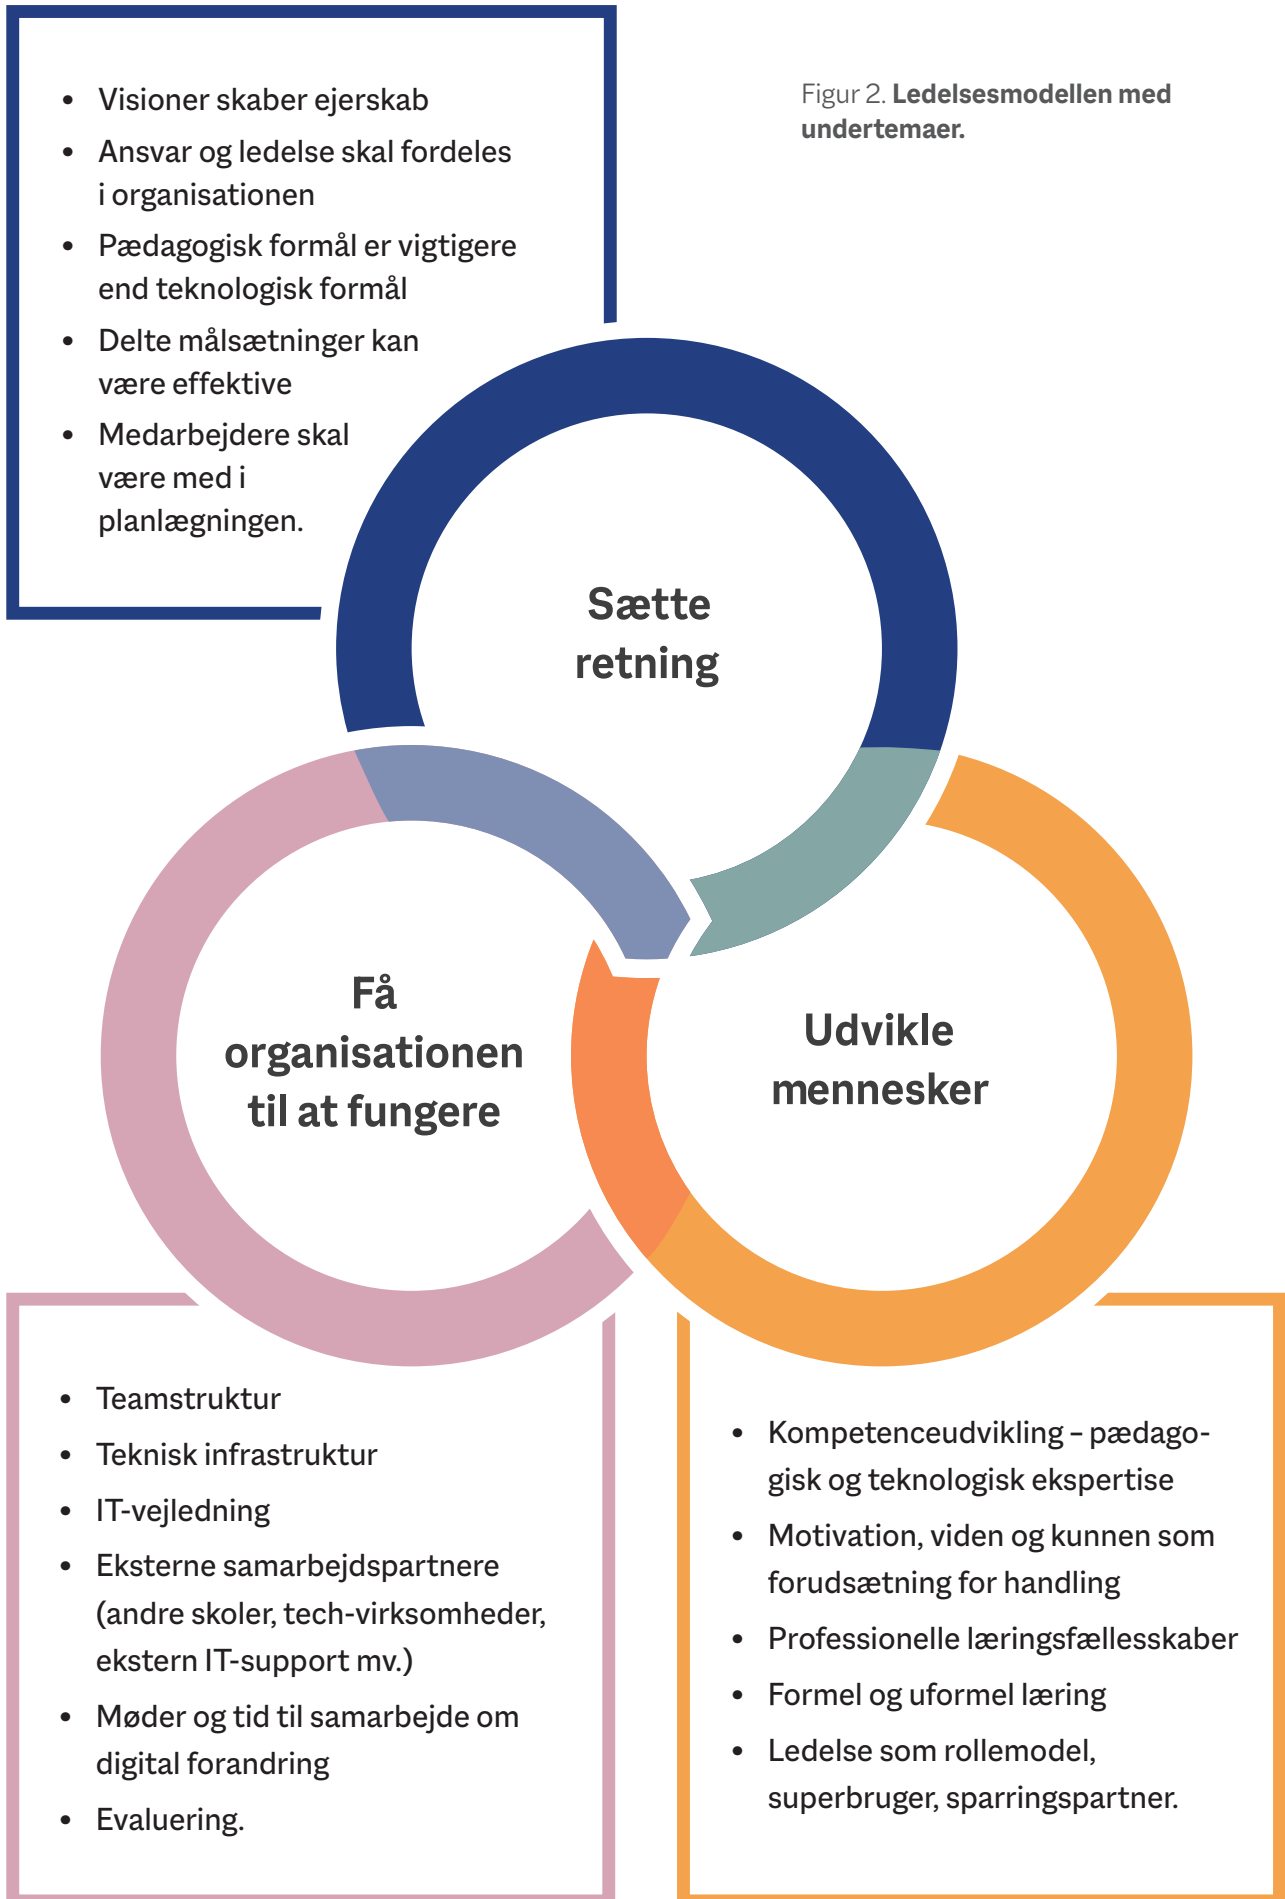 • Visioner skaber ejerskab
• Ansvar og ledelse skal fordeles
i organisationen
• Pædagogisk formål er vigtigere
end teknologisk formål
• Delte målsætninger kan
være effektive
• Medarbejdere skal
være med i
planlægningen.
Figur 2. Ledelsesmodellen med
undertemaer.
Sætte
retning
Få
organisationen
til at fungere
Udvikle
mennesker
• Teamstruktur
• Teknisk infrastruktur
• IT-vejledning
• Eksterne samarbejdspartnere
(andre skoler, tech-virksomheder,
ekstern IT-support mv.)
• Møder og tid til samarbejde om
digital forandring
• Evaluering.
• Kompetenceudvikling – pædago-
gisk og teknologisk ekspertise
• Motivation, viden og kunnen som
forudsætning for handling
• Professionelle læringsfællesskaber
• Formel og uformel læring
• Ledelse som rollemodel,
superbruger, sparringspartner.